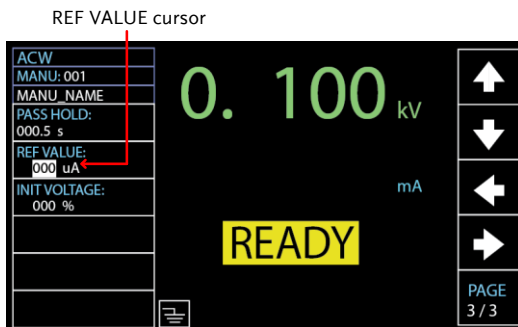 REF VALUE cursor
ACW
MANU: 001
MANU_NAME
PASS HOLD:
000.5 s
REF VALUE:
000 uA
INIT VOLTAGE:
000 %
0. 100 kV
mA
READY
PAGE
3 / 3